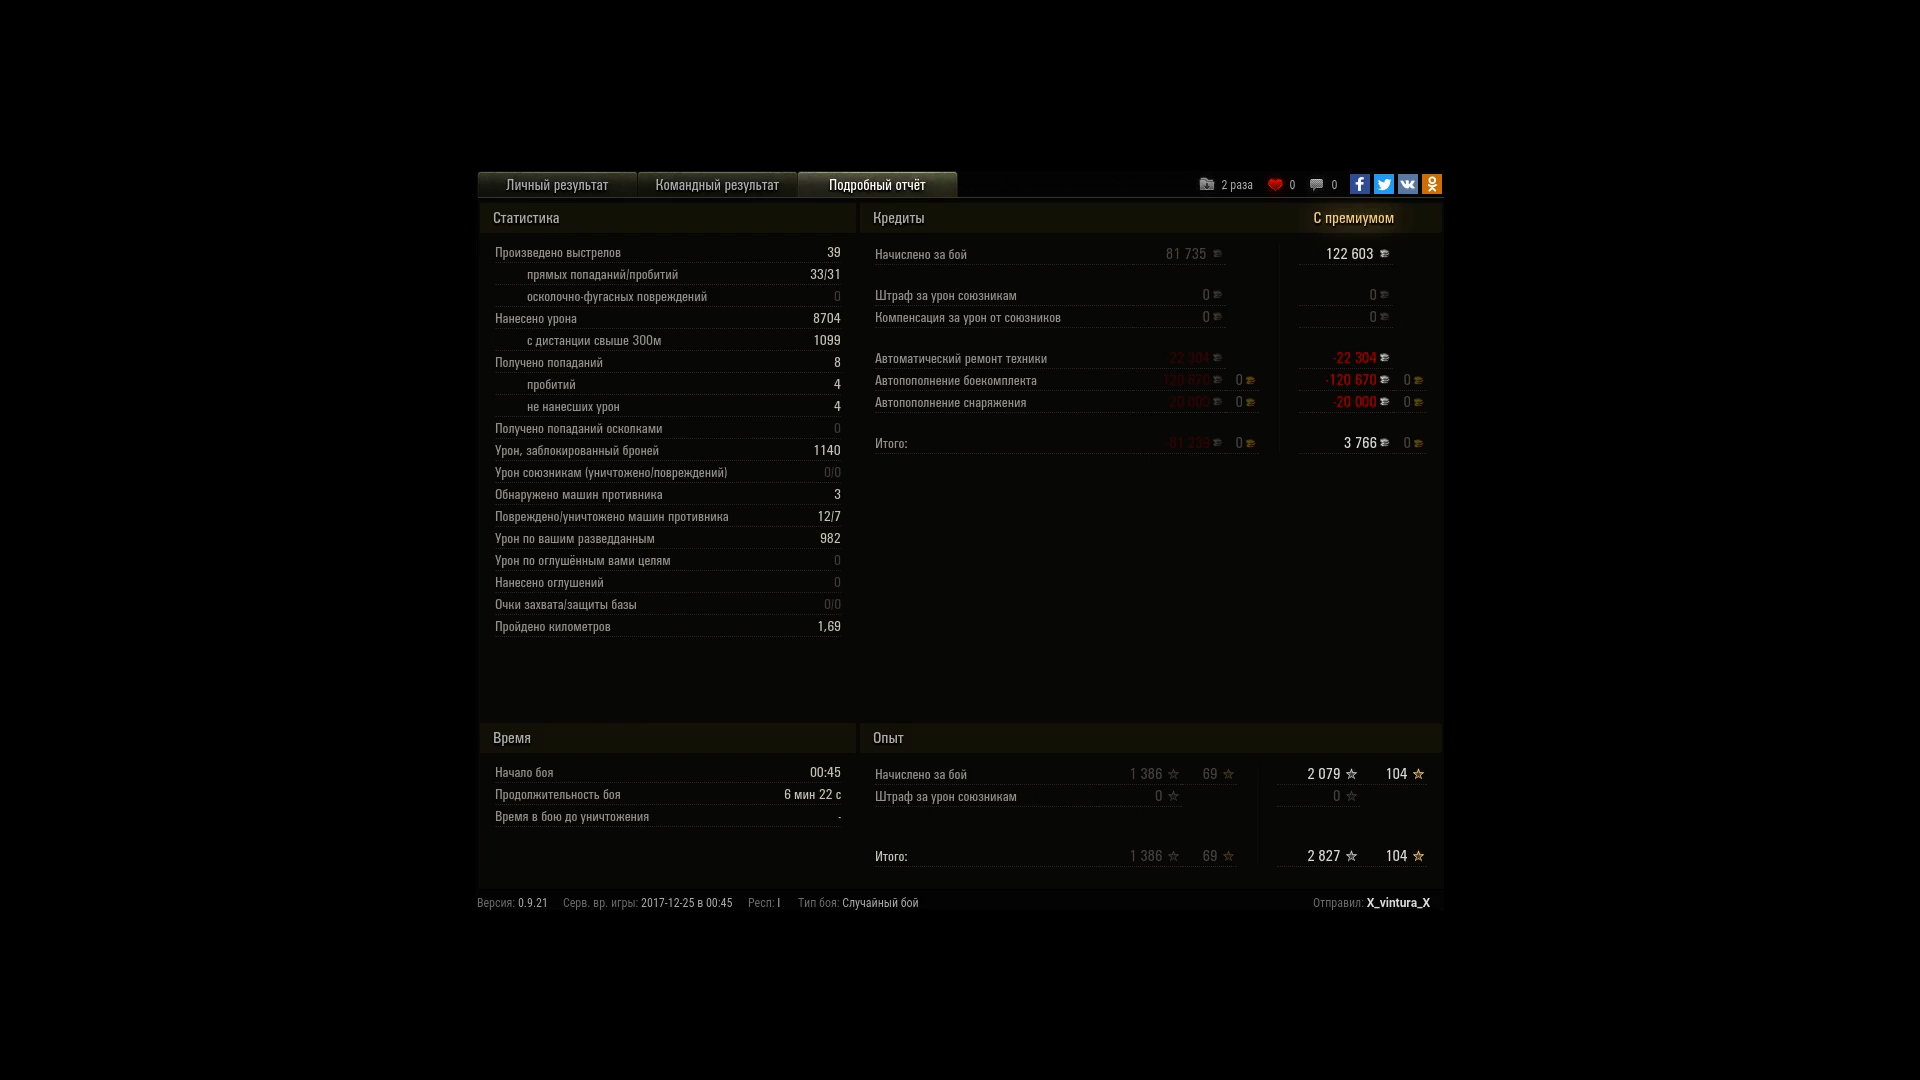 Личный результат Командный результат Подробный отчёт 2 раза 0 0
Статистика
Произведено выстрелов 39
прямых попаданий/пробитий 33/31
осколочно-фугасных повреждений 0
Нанесено урона 8704
с дистанции свыше 300м 1099
Получено попаданий 8
пробитий 4
не нанесших урон 4
Получено попаданий осколками 0
Урон, заблокированный броней 1140
Урон союзникам (уничтожено/повреждений) 0/0
Обнаружено машин противника 3
Повреждено/уничтожено машин противника 12/7
Урон по вашим разведданным 982
Урон по оглушённым вами целям 0
Нанесено оглушений 0
Очки захвата/защиты базы 0/0
Пройдено километров 1,69
Кредиты С премиумом
Начислено за бой 81 735 122 603
Штраф за урон союзникам 0 0
Компенсация за урон от союзников 0 0
Автоматический ремонт техники -22 304 -22 304
Автопополнение боекомплекта -120 670 0 -120 670 0
Автопополнение снаряжения -20 000 0 -20 000 0
Итого: -81 239 0 3 766 0
Время
Начало боя 00:45
Продолжительность боя 6 мин 22 с
Время в бою до уничтожения -
Опыт
Начислено за бой 1 386 69 2 079 104
Штраф за урон союзникам 0 0
Итого: 1 386 69 2 827 104
Версия: 0.9.21 Серв. вр. игры: 2017-12-25 в 00:45 Респ: I Тип боя: Случайный бой Отправил: X_vintura_X